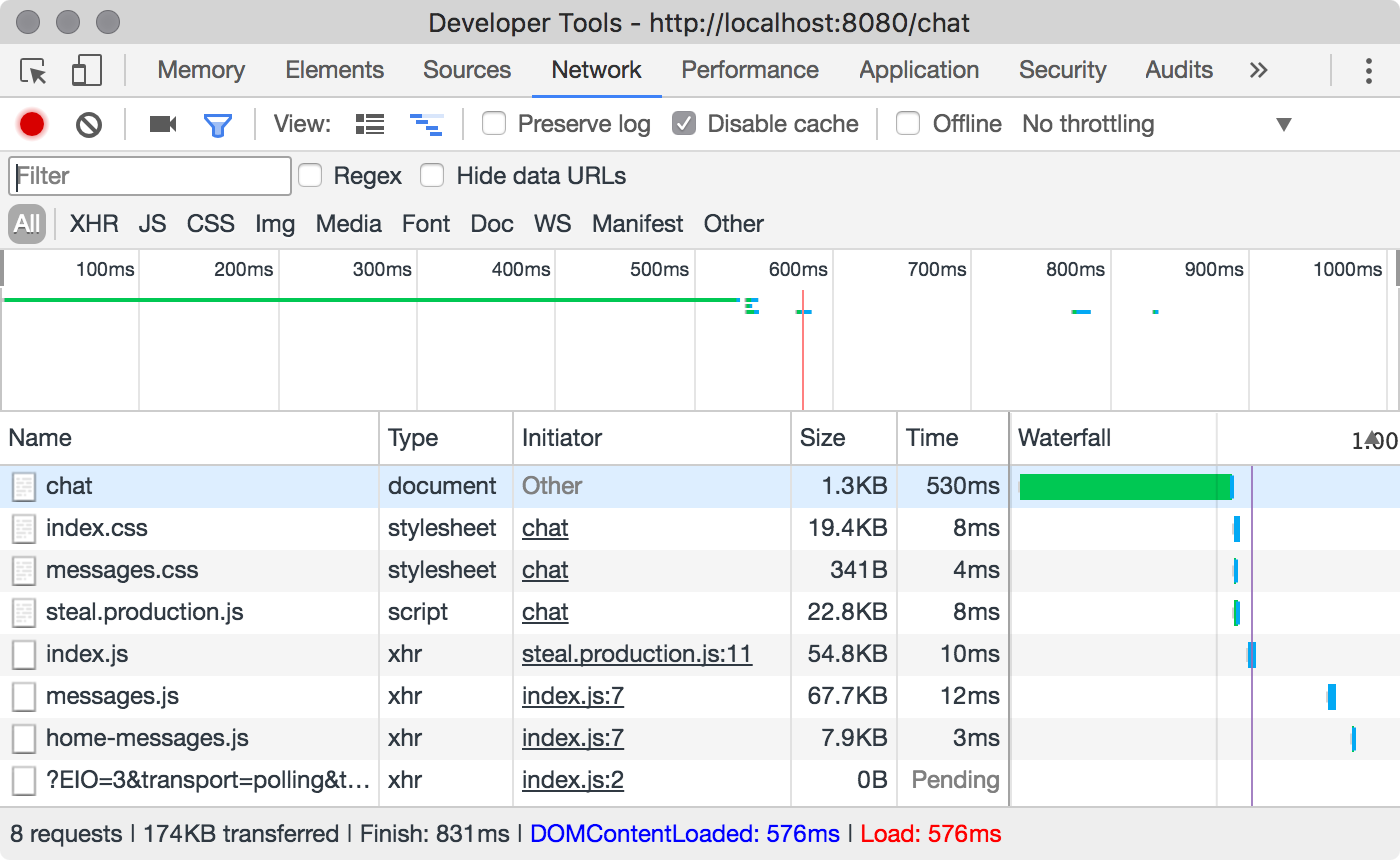 Developer Tools - http://localhost:8080/chat
Memory Elements Sources Network Performance Application Security Audits »
View: Preserve log Disable cache Offline No throttling
Filter Regex Hide data URLs
All XHR JS CSS Img Media Font Doc WS Manifest Other
100ms 200ms 300ms 400ms 500ms 600ms 700ms 800ms 900ms 1000ms
Name Type Initiator Size Time Waterfall 1.00
chat document Other 1.3KB 530ms
index.css stylesheet chat 19.4KB 8ms
messages.css stylesheet chat 341B 4ms
steal.production.js script chat 22.8KB 8ms
index.js xhr steal.production.js:11 54.8KB 10ms
messages.js xhr index.js:7 67.7KB 12ms
home-messages.js xhr index.js:7 7.9KB 3ms
?EIO=3&transport=polling&t… xhr index.js:2 0B Pending
8 requests | 174KB transferred | Finish: 831ms | DOMContentLoaded: 576ms | Load: 576ms